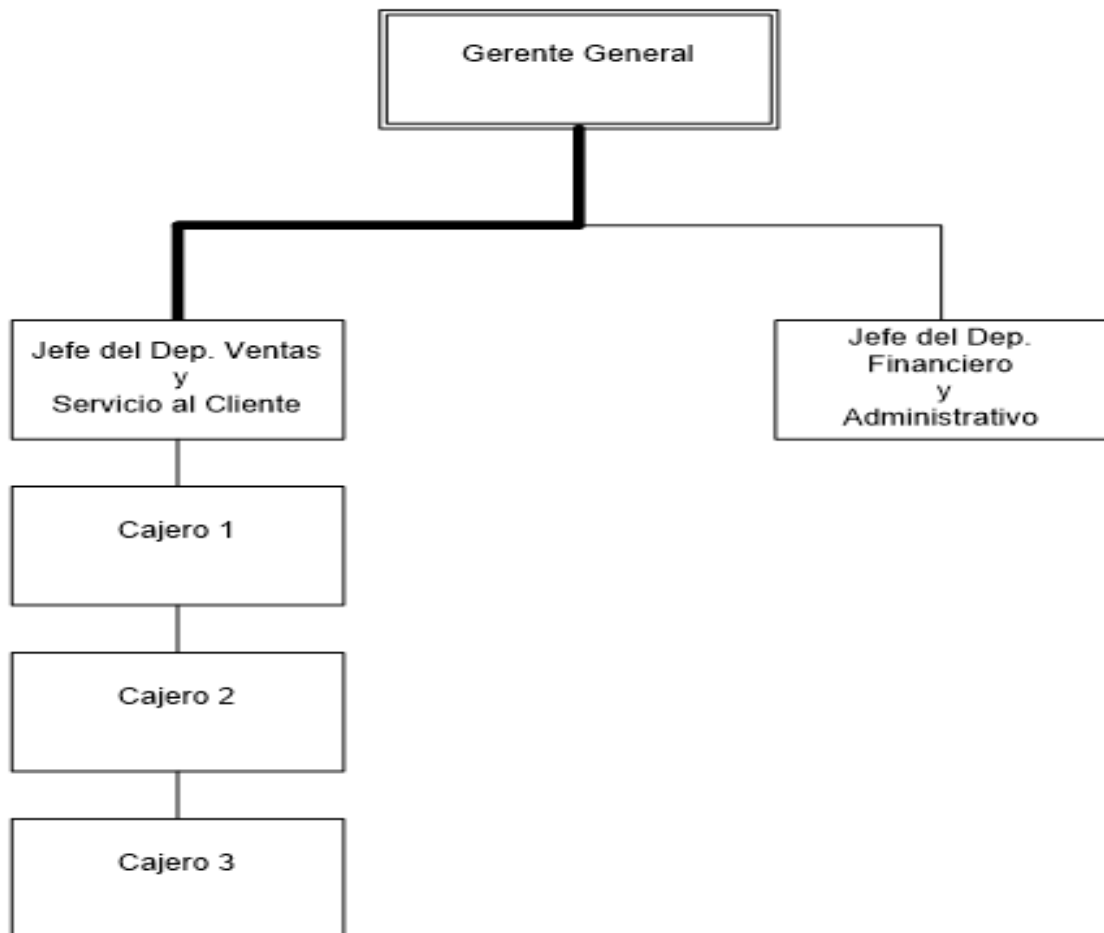 Gerente General
Jefe del Dep. Ventas
y
Servicio al Cliente
Jefe del Dep.
Financiero
y
Administrativo
Cajero 1
Cajero 2
Cajero 3